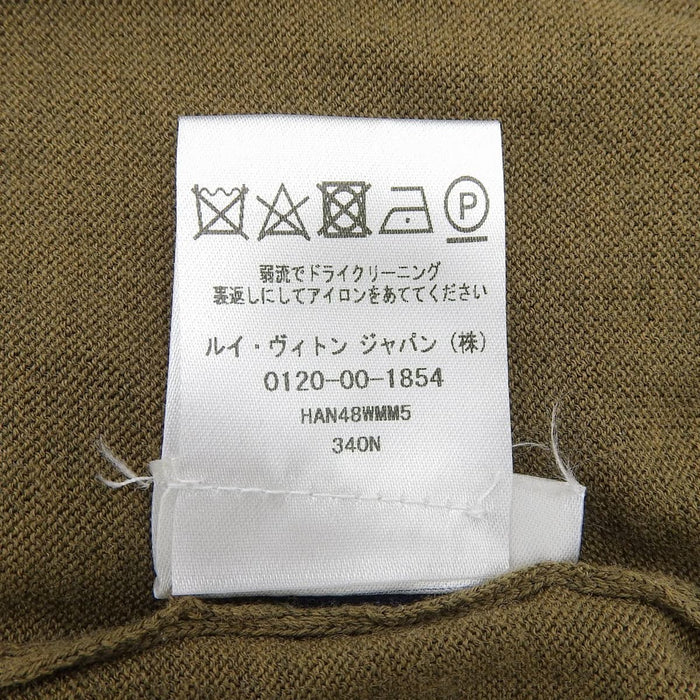 P
弱流でドライクリーニング
裏返しにしてアイロンをあててください
ルイ・ヴィトン ジャパン(株)
0120-00-1854
HAN48WMM5
340N